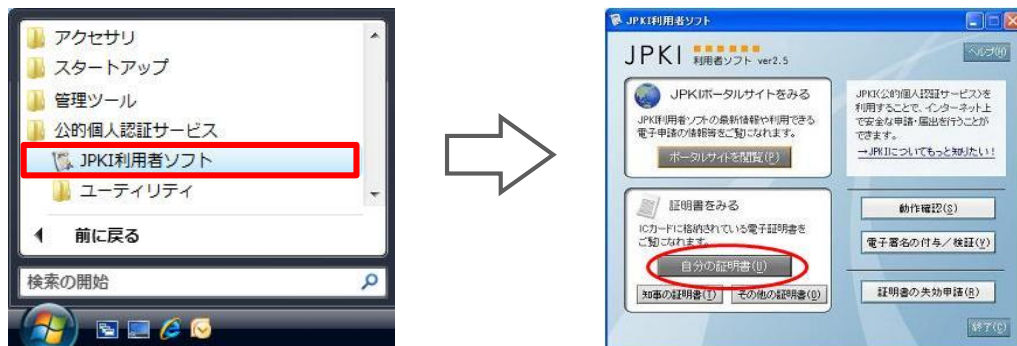 アクセサリ
スタートアップ
管理ツール
公的個人認証サービス
JPKI利用者ソフト
ユーティリティ
前に戻る
検索の開始
JPKI利用者ソフト
JPKI 利用者ソフト ver2.5
ヘルプ(H)
JPKIポータルサイトをみる
JPKI利用者ソフトの最新情報や利用できる
電子申請の情報等をご覧になれます。
ポータルサイトを閲覧(P)
JPKI(公的個人認証サービス)を
利用することで、インターネット上
で安全な申請・届出を行うことが
できます。
→JPKIについてもっと知りたい!
証明書をみる
ICカードに格納されている電子証明書を
ご覧になれます。
自分の証明書(U)
知事の証明書(T) その他の証明書(O)
動作確認(S)
電子署名の付与/検証(V)
証明書の失効申請(R)
終了(C)